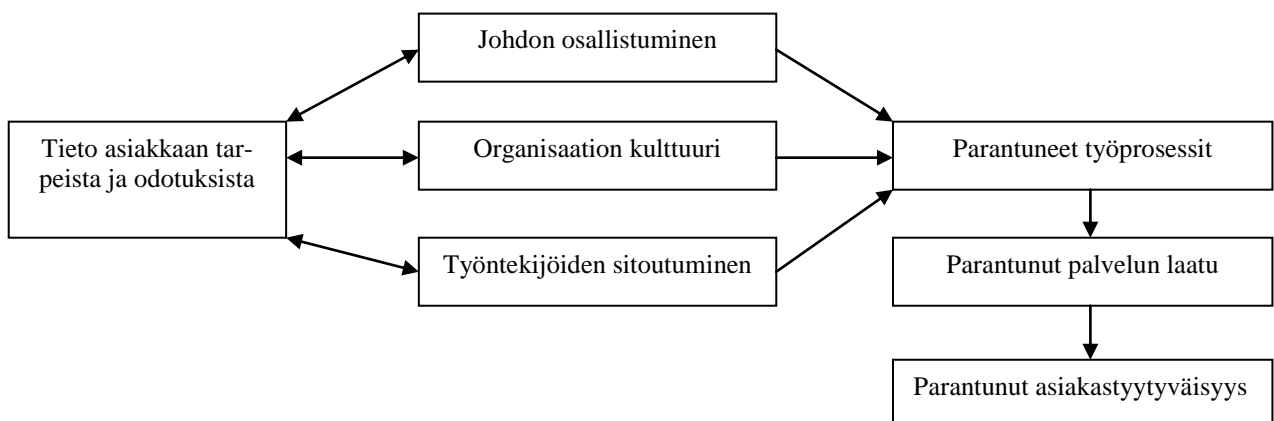 Johdon osallistuminen
Tieto asiakkaan tar-
peista ja odotuksista
Organisaation kulttuuri
Parantuneet työprosessit
Työntekijöiden sitoutuminen
Parantunut palvelun laatu
Parantunut asiakastyytyväisyys